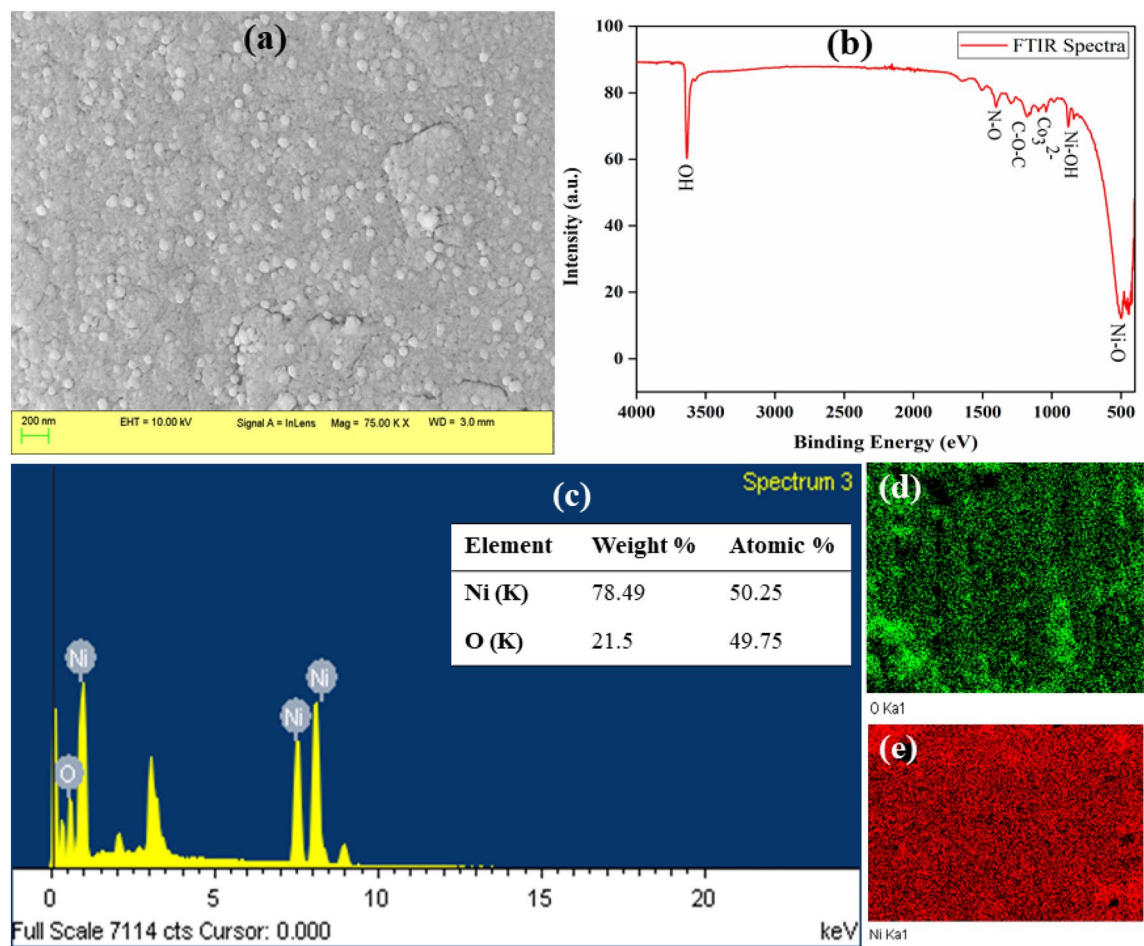 (a)
200 nm EHT = 10.00 kV Signal A = InLens Mag = 75.00 K X WD = 3.0 mm
(b)
FTIR Spectra
100
80
60
40
20
0
Intensity (a.u.)
OH
N-O
C-O-C
Co3 2-
Ni-OH
Ni-O
4000 3500 3000 2500 2000 1500 1000 500
Binding Energy (eV)
(c)
Spectrum 3
Element Weight % Atomic %
Ni (K) 78.49 50.25
O (K) 21.5 49.75
O
Ni
Ni
Ni
0 5 10 15 20
Full Scale 7114 cts Cursor: 0.000 keV
(d)
O Ka1
(e)
Ni Ka1